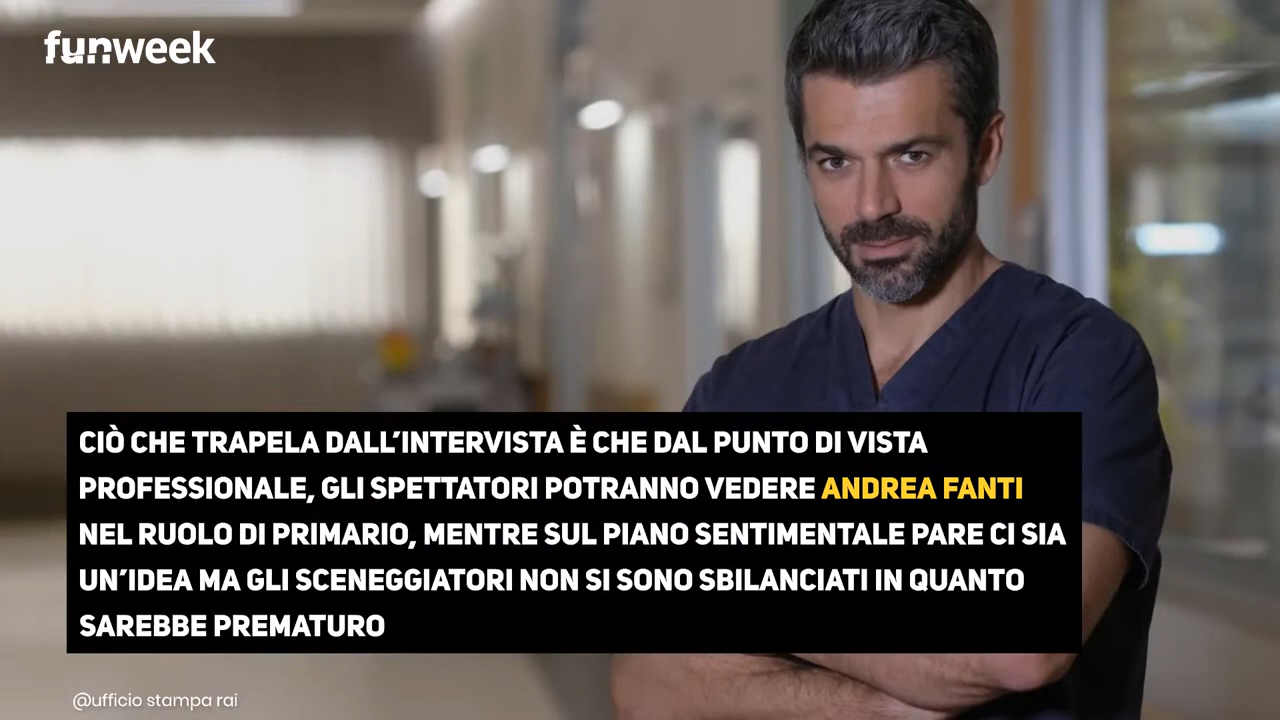 funweek
CIÒ CHE TRAPELA DALL'INTERVISTA È CHE DAL PUNTO DI VISTA
PROFESSIONALE, GLI SPETTATORI POTRANNO VEDERE ANDREA FANTI
NEL RUOLO DI PRIMARIO, MENTRE SUL PIANO SENTIMENTALE PARE CI SIA
UN'IDEA MA GLI SCENEGGIATORI NON SI SONO SBILANCIATI IN QUANTO
SAREBBE PREMATURO
@ufficio stampa rai